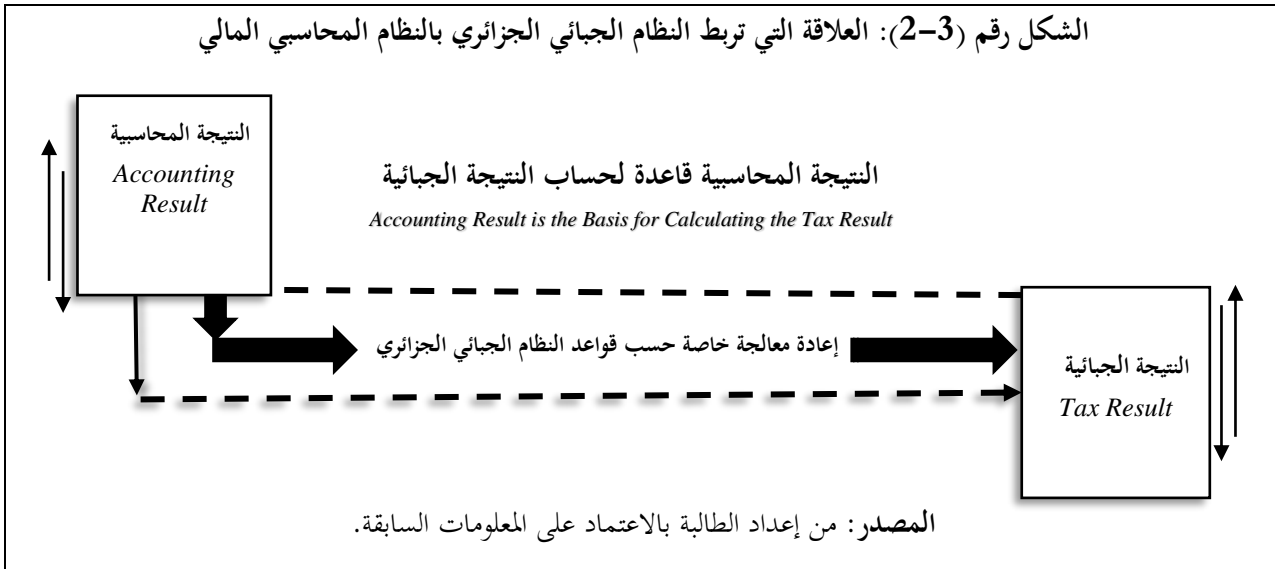 الشكل رقم (3-2): العلاقة التي تربط النظام الجبائي الجزائري بالنظام المحاسبي المالي
النتيجة المحاسبية
Accounting
Result
النتيجة المحاسبية قاعدة لحساب النتيجة الجبائية
Accounting Result is the Basis for Calculating the Tax Result
إعادة معالجة خاصة حسب قواعد النظام الجبائي الجزائري
النتيجة الجبائية
Tax Result
المصدر: من إعداد الطالبة بالاعتماد على المعلومات السابقة.